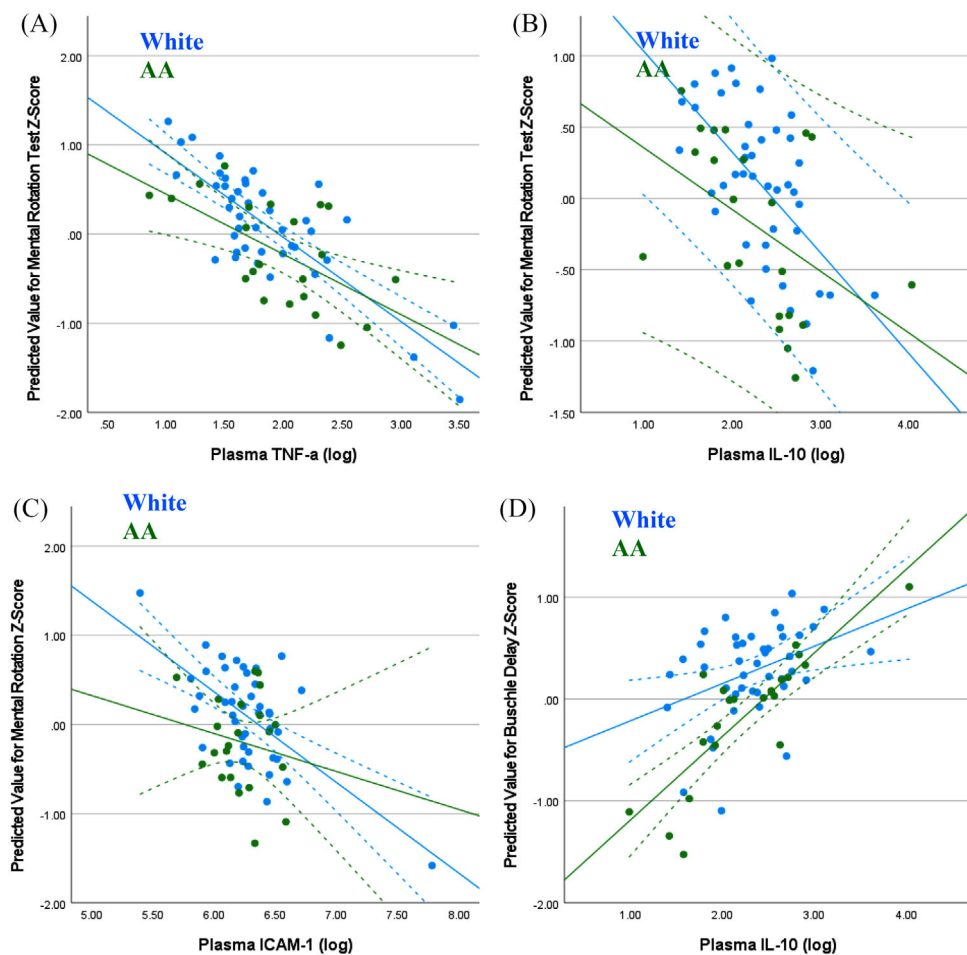 (A)
White
AA
2.00
1.00
.00
-1.00
-2.00
.50 1.00 1.50 2.00 2.50 3.00 3.50
Predicted Value for Mental Rotation Test Z-Score
Plasma TNF-a (log)
(B)
White
AA
1.00
.50
.00
-.50
-1.00
-1.50
1.00 2.00 3.00 4.00
Predicted Value for Mental Rotation Test Z-Score
Plasma IL-10 (log)
(C)
White
AA
2.00
1.00
.00
-1.00
-2.00
5.00 5.50 6.00 6.50 7.00 7.50 8.00
Predicted Value for Mental Rotation Z-Score
Plasma ICAM-1 (log)
(D)
White
AA
1.00
.00
-1.00
-2.00
1.00 2.00 3.00 4.00
Predicted Value for Buschle Delay Z-Score
Plasma IL-10 (log)